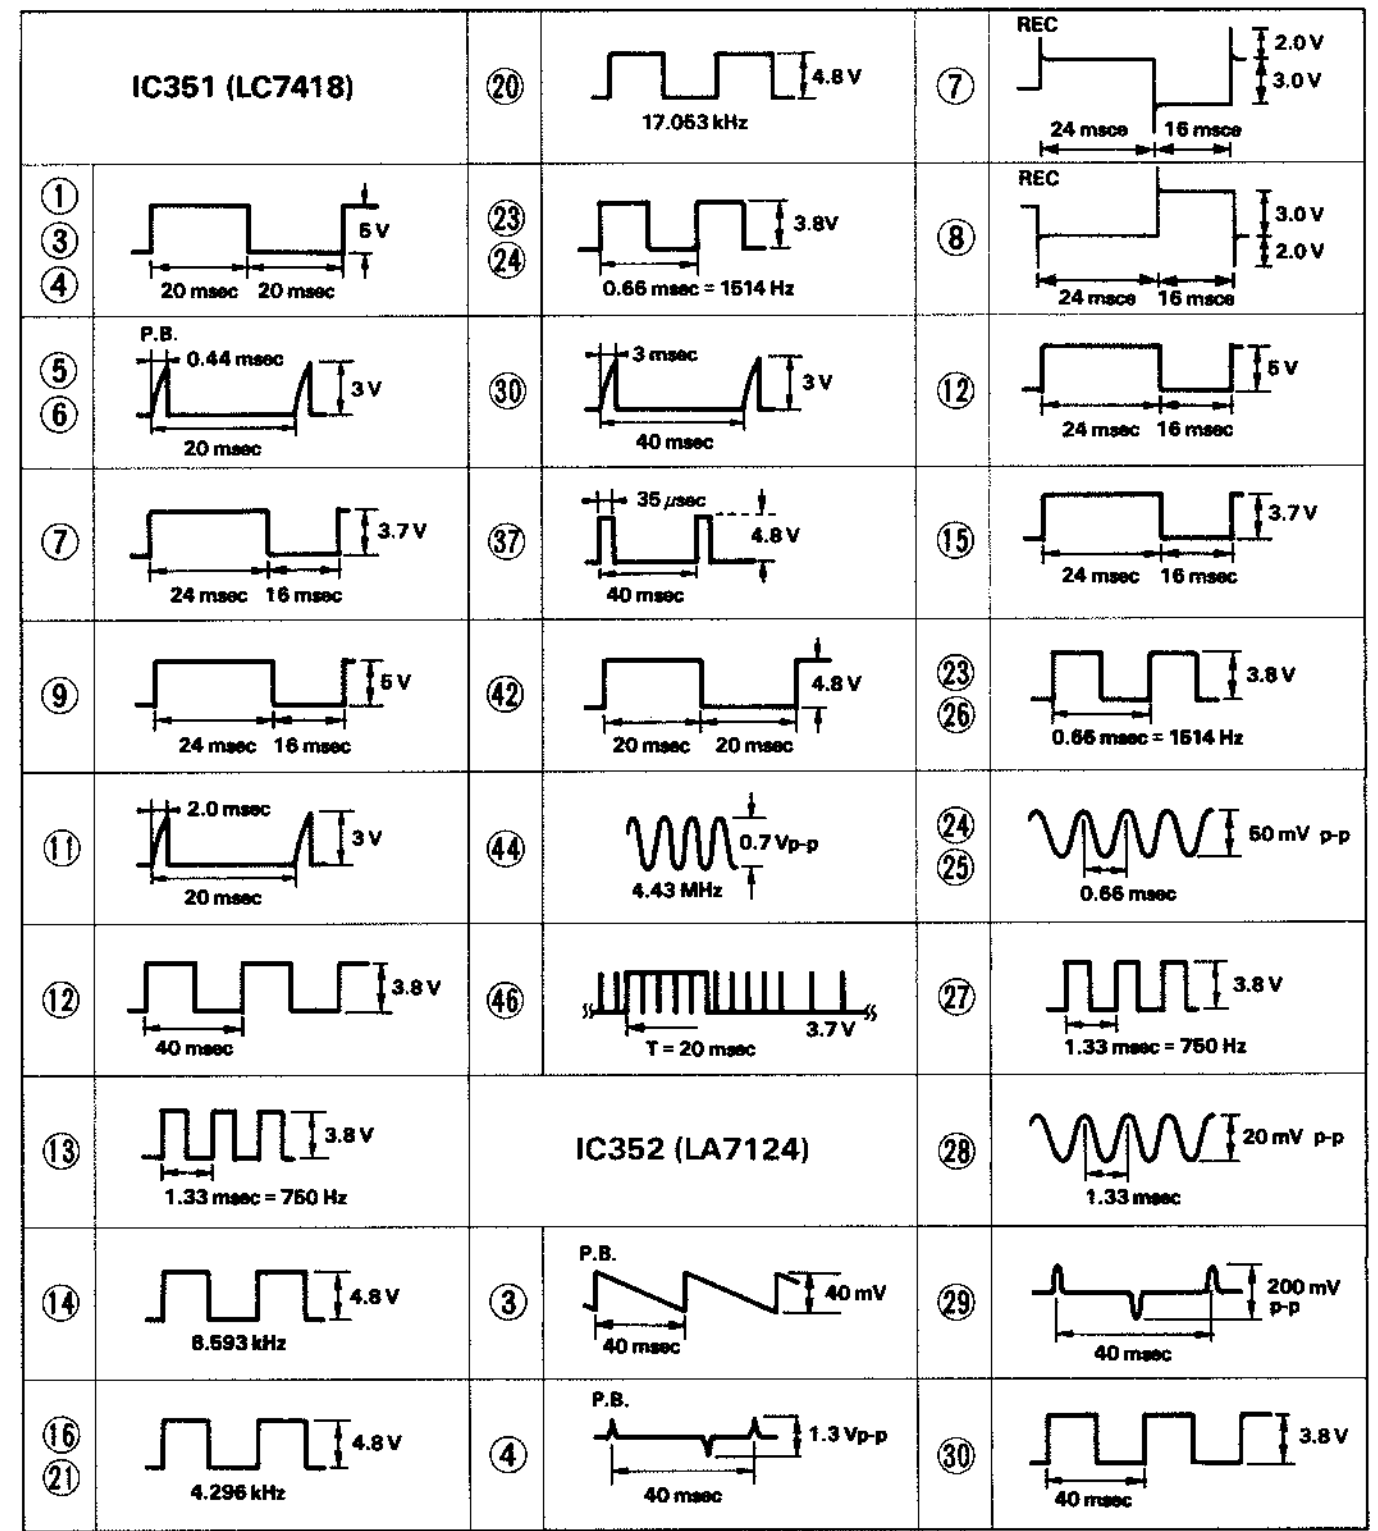 IC351 (LC7418)
1
3
4
5 V
20 msec 20 msec
5
6
P.B.
0.44 msec
3 V
20 msec
7
3.7 V
24 msec 16 msec
9
5 V
24 msec 16 msec
11
2.0 msec
3 V
20 msec
12
3.8 V
40 msec
13
3.8 V
1.33 msec = 750 Hz
14
4.8 V
6.593 kHz
16
21
4.8 V
4.296 kHz
20
4.8 V
17.053 kHz
23
24
3.8V
0.66 msec = 1514 Hz
30
3 msec
3 V
40 msec
37
35 μsec
4.8 V
40 msec
42
4.8 V
20 msec 20 msec
44
0.7 Vp-p
4.43 MHz
46
3.7 V
T = 20 msec
IC352 (LA7124)
3
P.B.
40 mV
40 msec
4
P.B.
1.3 Vp-p
40 msec
7
REC
2.0 V
3.0 V
24 msce 16 msce
8
REC
3.0 V
2.0 V
24 msce 16 msce
12
5 V
24 msec 16 msec
15
3.7 V
24 msec 16 msec
23
26
3.8 V
0.66 msec = 1514 Hz
24
25
50 mV p-p
0.66 msec
27
3.8 V
1.33 msec = 750 Hz
28
20 mV p-p
1.33 msec
29
200 mV
p-p
40 msec
30
3.8 V
40 msec